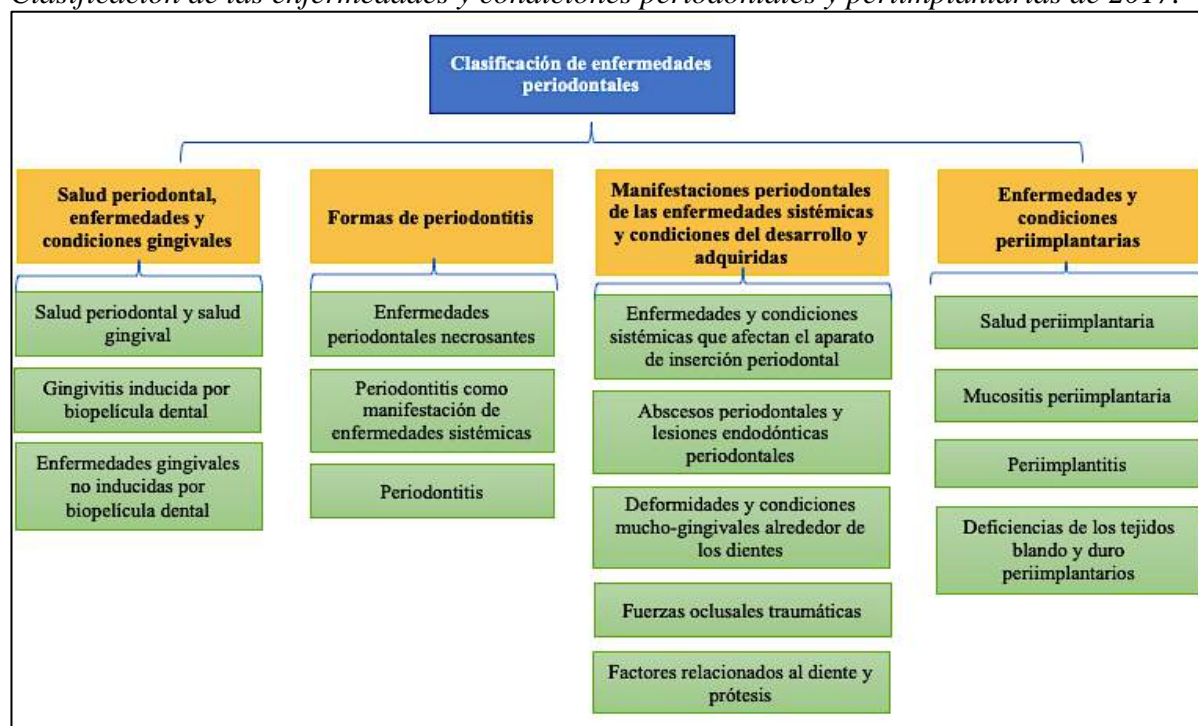 Clasificación de las enfermedades y condiciones periodontales y periimplantarias de 2017.
Clasificación de enfermedades
periodontales
Salud periodontal,
enfermedades y
condiciones gingivales
Salud periodontal y salud
gingival
Gingivitis inducida por
biopelícula dental
Enfermedades gingivales
no inducidas por
biopelícula dental
Formas de periodontitis
Enfermedades
periodontales necrosantes
Periodontitis como
manifestación de
enfermedades sistémicas
Periodontitis
Manifestaciones periodontales
de las enfermedades sistémicas
y condiciones del desarrollo y
adquiridas
Enfermedades y condiciones
sistémicas que afectan el aparato
de inserción periodontal
Abscesos periodontales y
lesiones endodónticas
periodontales
Deformidades y condiciones
mucho-gingivales alrededor de
los dientes
Fuerzas oclusales traumáticas
Factores relacionados al diente y
prótesis
Enfermedades y
condiciones
periimplantarias
Salud periimplantaria
Mucositis periimplantaria
Periimplantitis
Deficiencias de los tejidos
blando y duro
periimplantarios